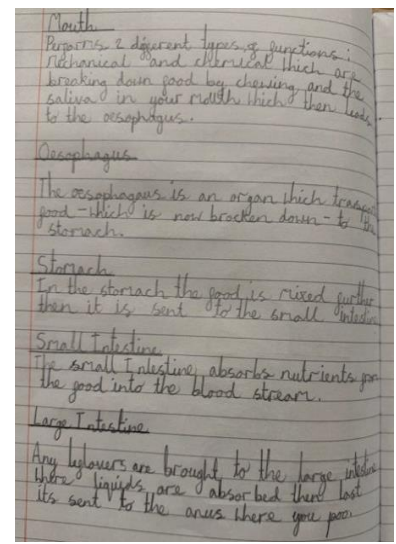 Mouth
Performs 2 different types of functions:
mechanical and chemical which are
breaking down food by chewing and the
saliva in your mouth which then leads
to the oesophagus.
Oesophagus
The oesophagaus is an organ which transports
food - which is now brocken down - to the
stomach.
Stomach
In the stomach the food is mixed further
then it is sent to the small intestine
Small Intestine
The small Intestine absorbs nutrients from
the food into the blood stream.
Large Intestine
Any leftovers are brought to the large intestine
where liquids are absorbed then last
its sent to the anus where you poo.